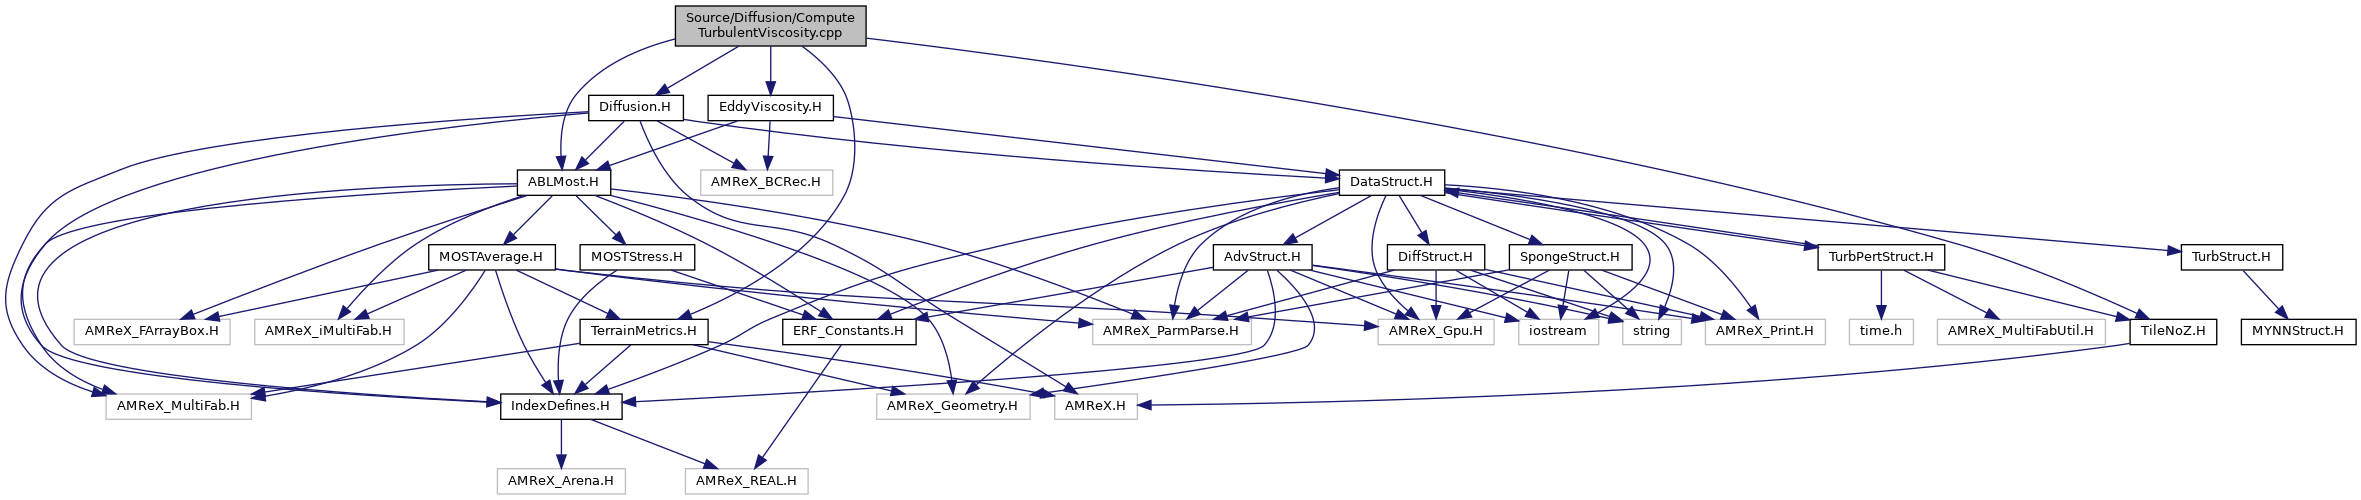 Source/Diffusion/Compute
TurbulentViscosity.cpp
Diffusion.H
EddyViscosity.H
ABLMost.H
AMReX_BCRec.H
DataStruct.H
MOSTAverage.H
MOSTStress.H
AdvStruct.H
DiffStruct.H
SpongeStruct.H
TurbPertStruct.H
TurbStruct.H
AMReX_FArrayBox.H
AMReX_iMultiFab.H
TerrainMetrics.H
ERF_Constants.H
AMReX_ParmParse.H
AMReX_Gpu.H
iostream
string
AMReX_Print.H
time.h
AMReX_MultiFabUtil.H
TileNoZ.H
MYNNStruct.H
AMReX_MultiFab.H
IndexDefines.H
AMReX_Geometry.H
AMReX.H
AMReX_Arena.H
AMReX_REAL.H